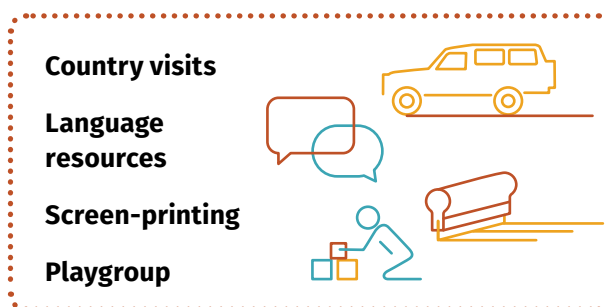 Country visits
Language
resources
Screen-printing
Playgroup